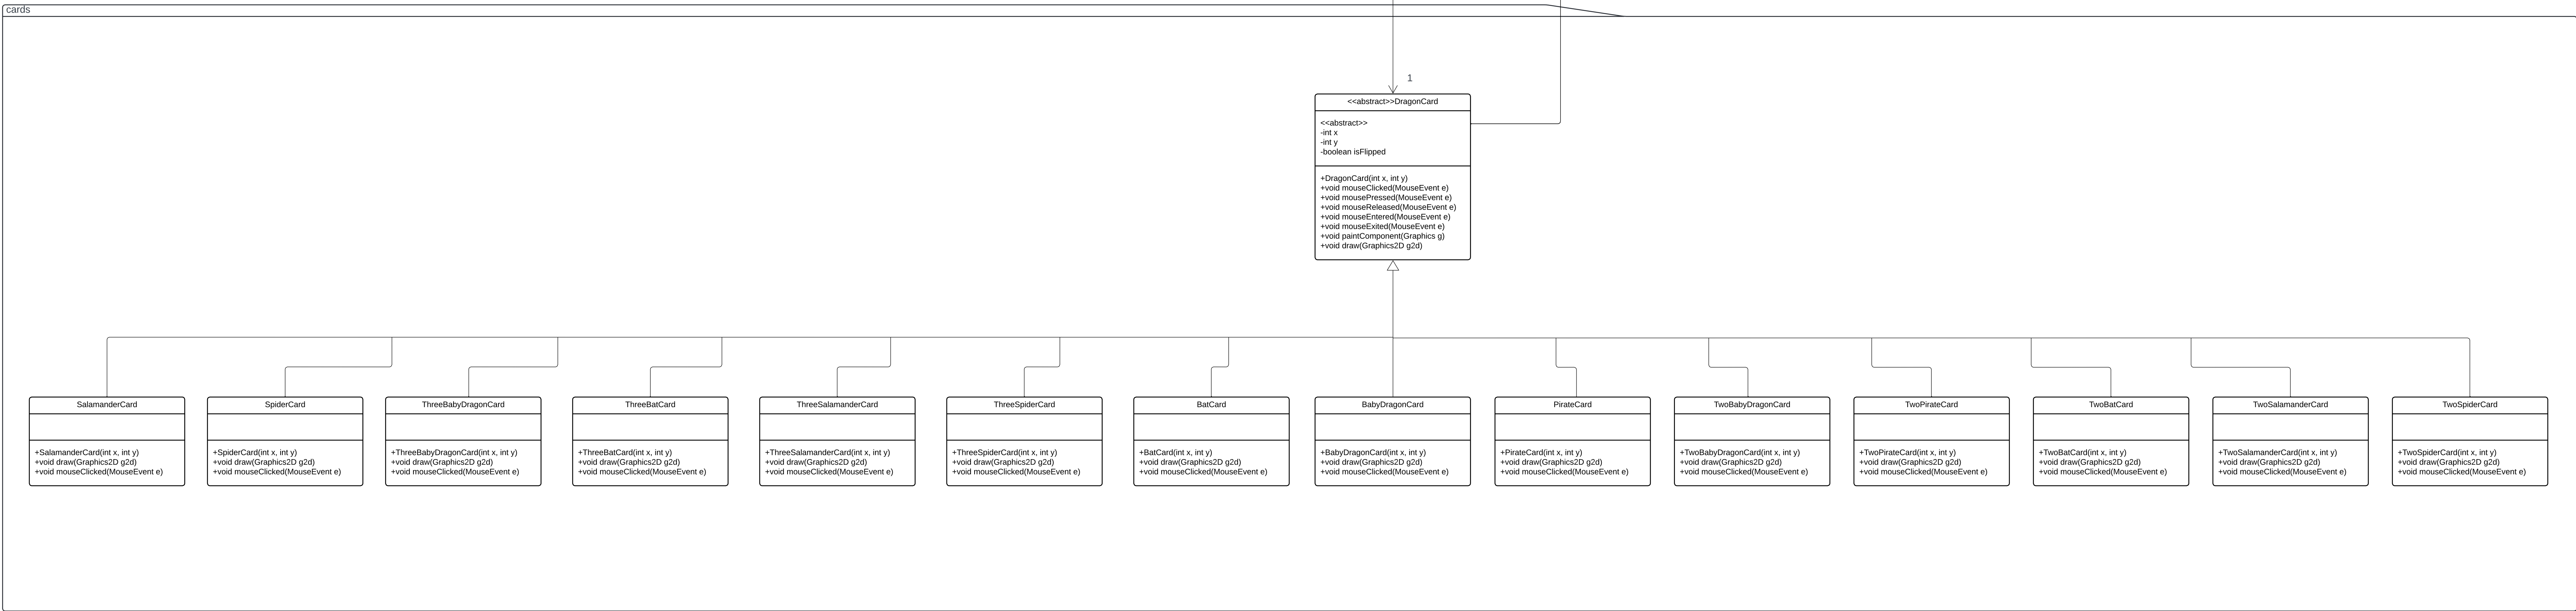 cards
1
<<abstract>>DragonCard
<<abstract>>
-int x
-int y
-boolean isFlipped
+DragonCard(int x, int y)
+void mouseClicked(MouseEvent e)
+void mousePressed(MouseEvent e)
+void mouseReleased(MouseEvent e)
+void mouseEntered(MouseEvent e)
+void mouseExited(MouseEvent e)
+void paintComponent(Graphics g)
+void draw(Graphics2D g2d)
SalamanderCard
+SalamanderCard(int x, int y)
+void draw(Graphics2D g2d)
+void mouseClicked(MouseEvent e)
SpiderCard
+SpiderCard(int x, int y)
+void draw(Graphics2D g2d)
+void mouseClicked(MouseEvent e)
ThreeBabyDragonCard
+ThreeBabyDragonCard(int x, int y)
+void draw(Graphics2D g2d)
+void mouseClicked(MouseEvent e)
ThreeBatCard
+ThreeBatCard(int x, int y)
+void draw(Graphics2D g2d)
+void mouseClicked(MouseEvent e)
ThreeSalamanderCard
+ThreeSalamanderCard(int x, int y)
+void draw(Graphics2D g2d)
+void mouseClicked(MouseEvent e)
ThreeSpiderCard
+ThreeSpiderCard(int x, int y)
+void draw(Graphics2D g2d)
+void mouseClicked(MouseEvent e)
BatCard
+BatCard(int x, int y)
+void draw(Graphics2D g2d)
+void mouseClicked(MouseEvent e)
BabyDragonCard
+BabyDragonCard(int x, int y)
+void draw(Graphics2D g2d)
+void mouseClicked(MouseEvent e)
PirateCard
+PirateCard(int x, int y)
+void draw(Graphics2D g2d)
+void mouseClicked(MouseEvent e)
TwoBabyDragonCard
+TwoBabyDragonCard(int x, int y)
+void draw(Graphics2D g2d)
+void mouseClicked(MouseEvent e)
TwoPirateCard
+TwoPirateCard(int x, int y)
+void draw(Graphics2D g2d)
+void mouseClicked(MouseEvent e)
TwoBatCard
+TwoBatCard(int x, int y)
+void draw(Graphics2D g2d)
+void mouseClicked(MouseEvent e)
TwoSalamanderCard
+TwoSalamanderCard(int x, int y)
+void draw(Graphics2D g2d)
+void mouseClicked(MouseEvent e)
TwoSpiderCard
+TwoSpiderCard(int x, int y)
+void draw(Graphics2D g2d)
+void mouseClicked(MouseEvent e)